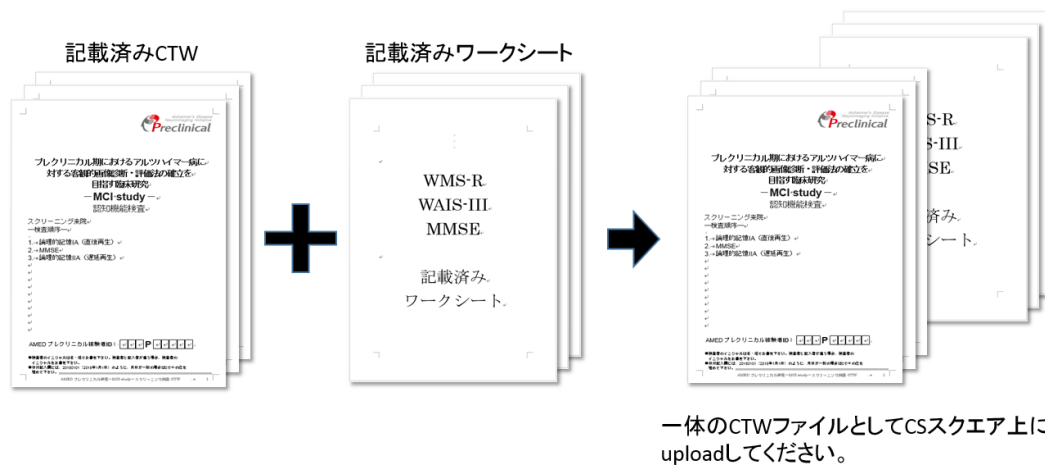 記載済みCTW
記載済みワークシート
Alzheimer's Disease
Neuroimaging Initiative
Preclinical
プレクリニカル期におけるアルツハイマー病に
対する客観的画像診断・評価法の確立を
目指す臨床研究
－MCI study－
認知機能検査
スクリーニング来院
―検査順序―
1.→論理的記憶IA（直後再生）
2.→MMSE
3.→論理的記憶IIA（遅延再生）
AMED プレクリニカル被験者ID：
P
WMS-R
WAIS-III
MMSE
記載済み
ワークシート
Preclinical
プレクリニカル期におけるアルツハイマー病に
対する客観的画像診断・評価法の確立を
目指す臨床研究
－MCI study－
認知機能検査
スクリーニング来院
―検査順序―
1.→論理的記憶IA（直後再生）
2.→MMSE
3.→論理的記憶IIA（遅延再生）
AMED プレクリニカル被験者ID：
P
S-R
S-III
SE
済み
シート
一体のCTWファイルとしてCSスクエア上に
uploadしてください。